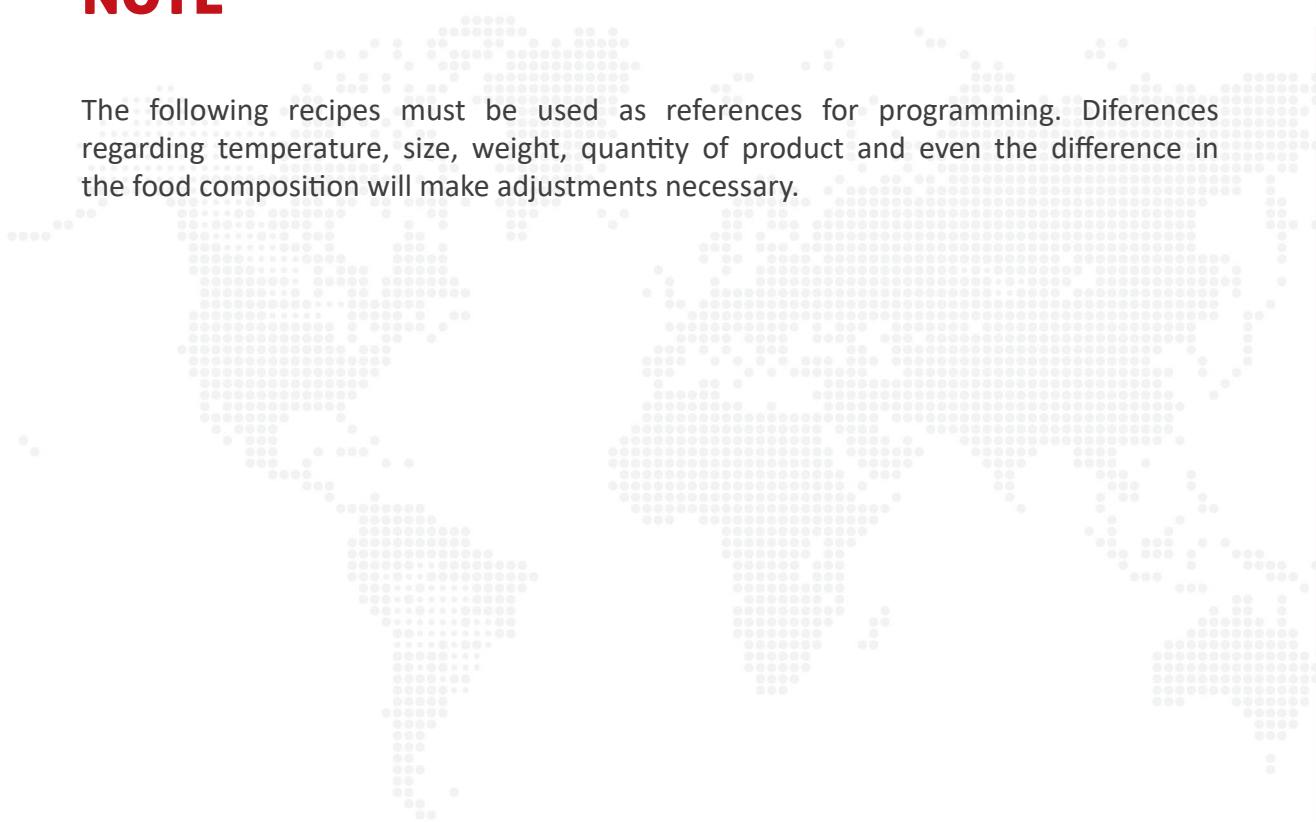 NOTE
The following recipes must be used as references for programming. Diferences
regarding temperature, size, weight, quantity of product and even the difference in
the food composition will make adjustments necessary.